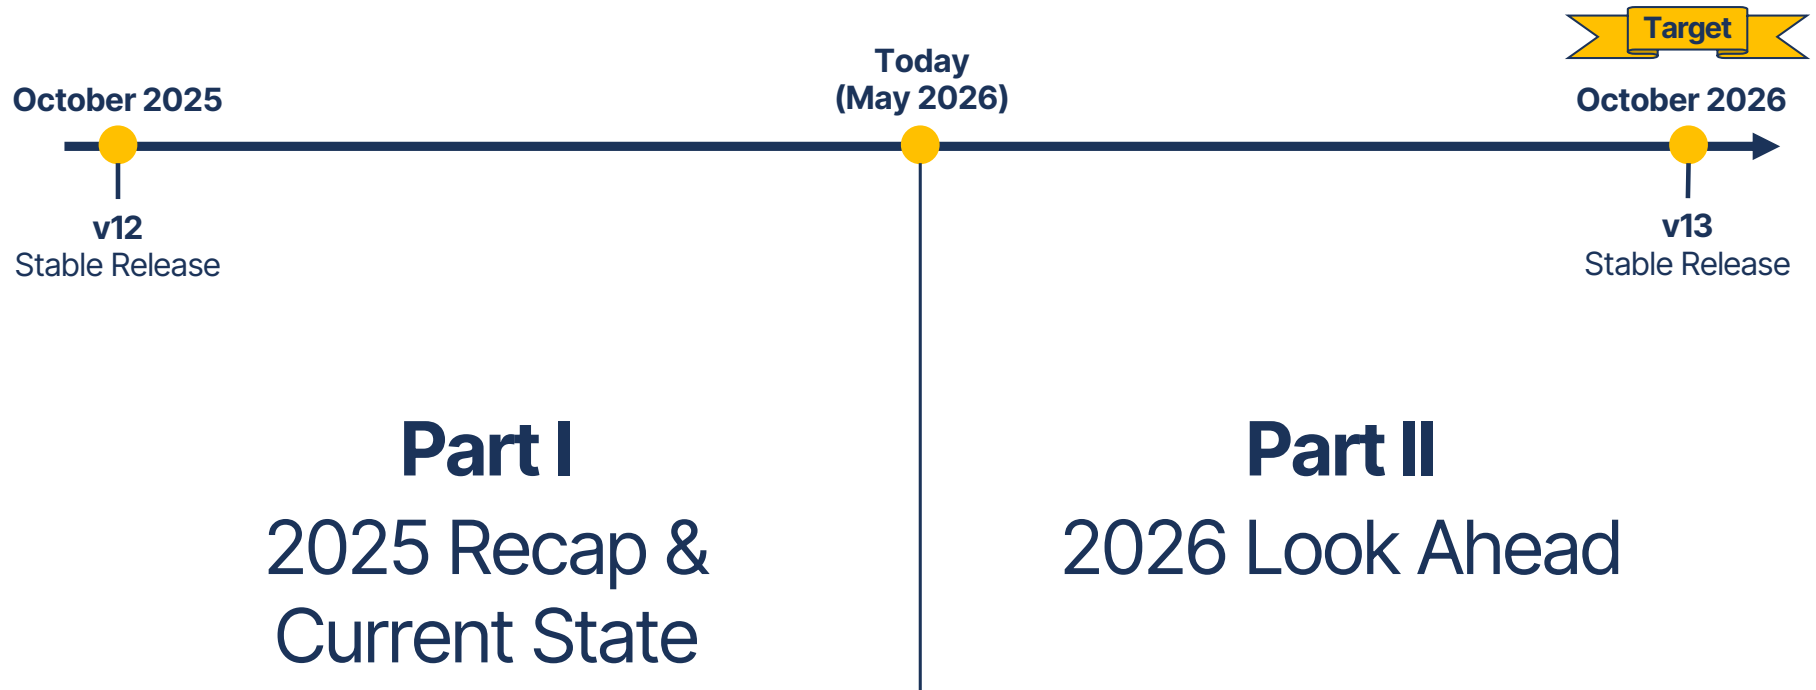 Target
October 2025
Today
(May 2026)
October 2026
v12
Stable Release
v13
Stable Release
Part I
2025 Recap &
Current State
Part II
2026 Look Ahead